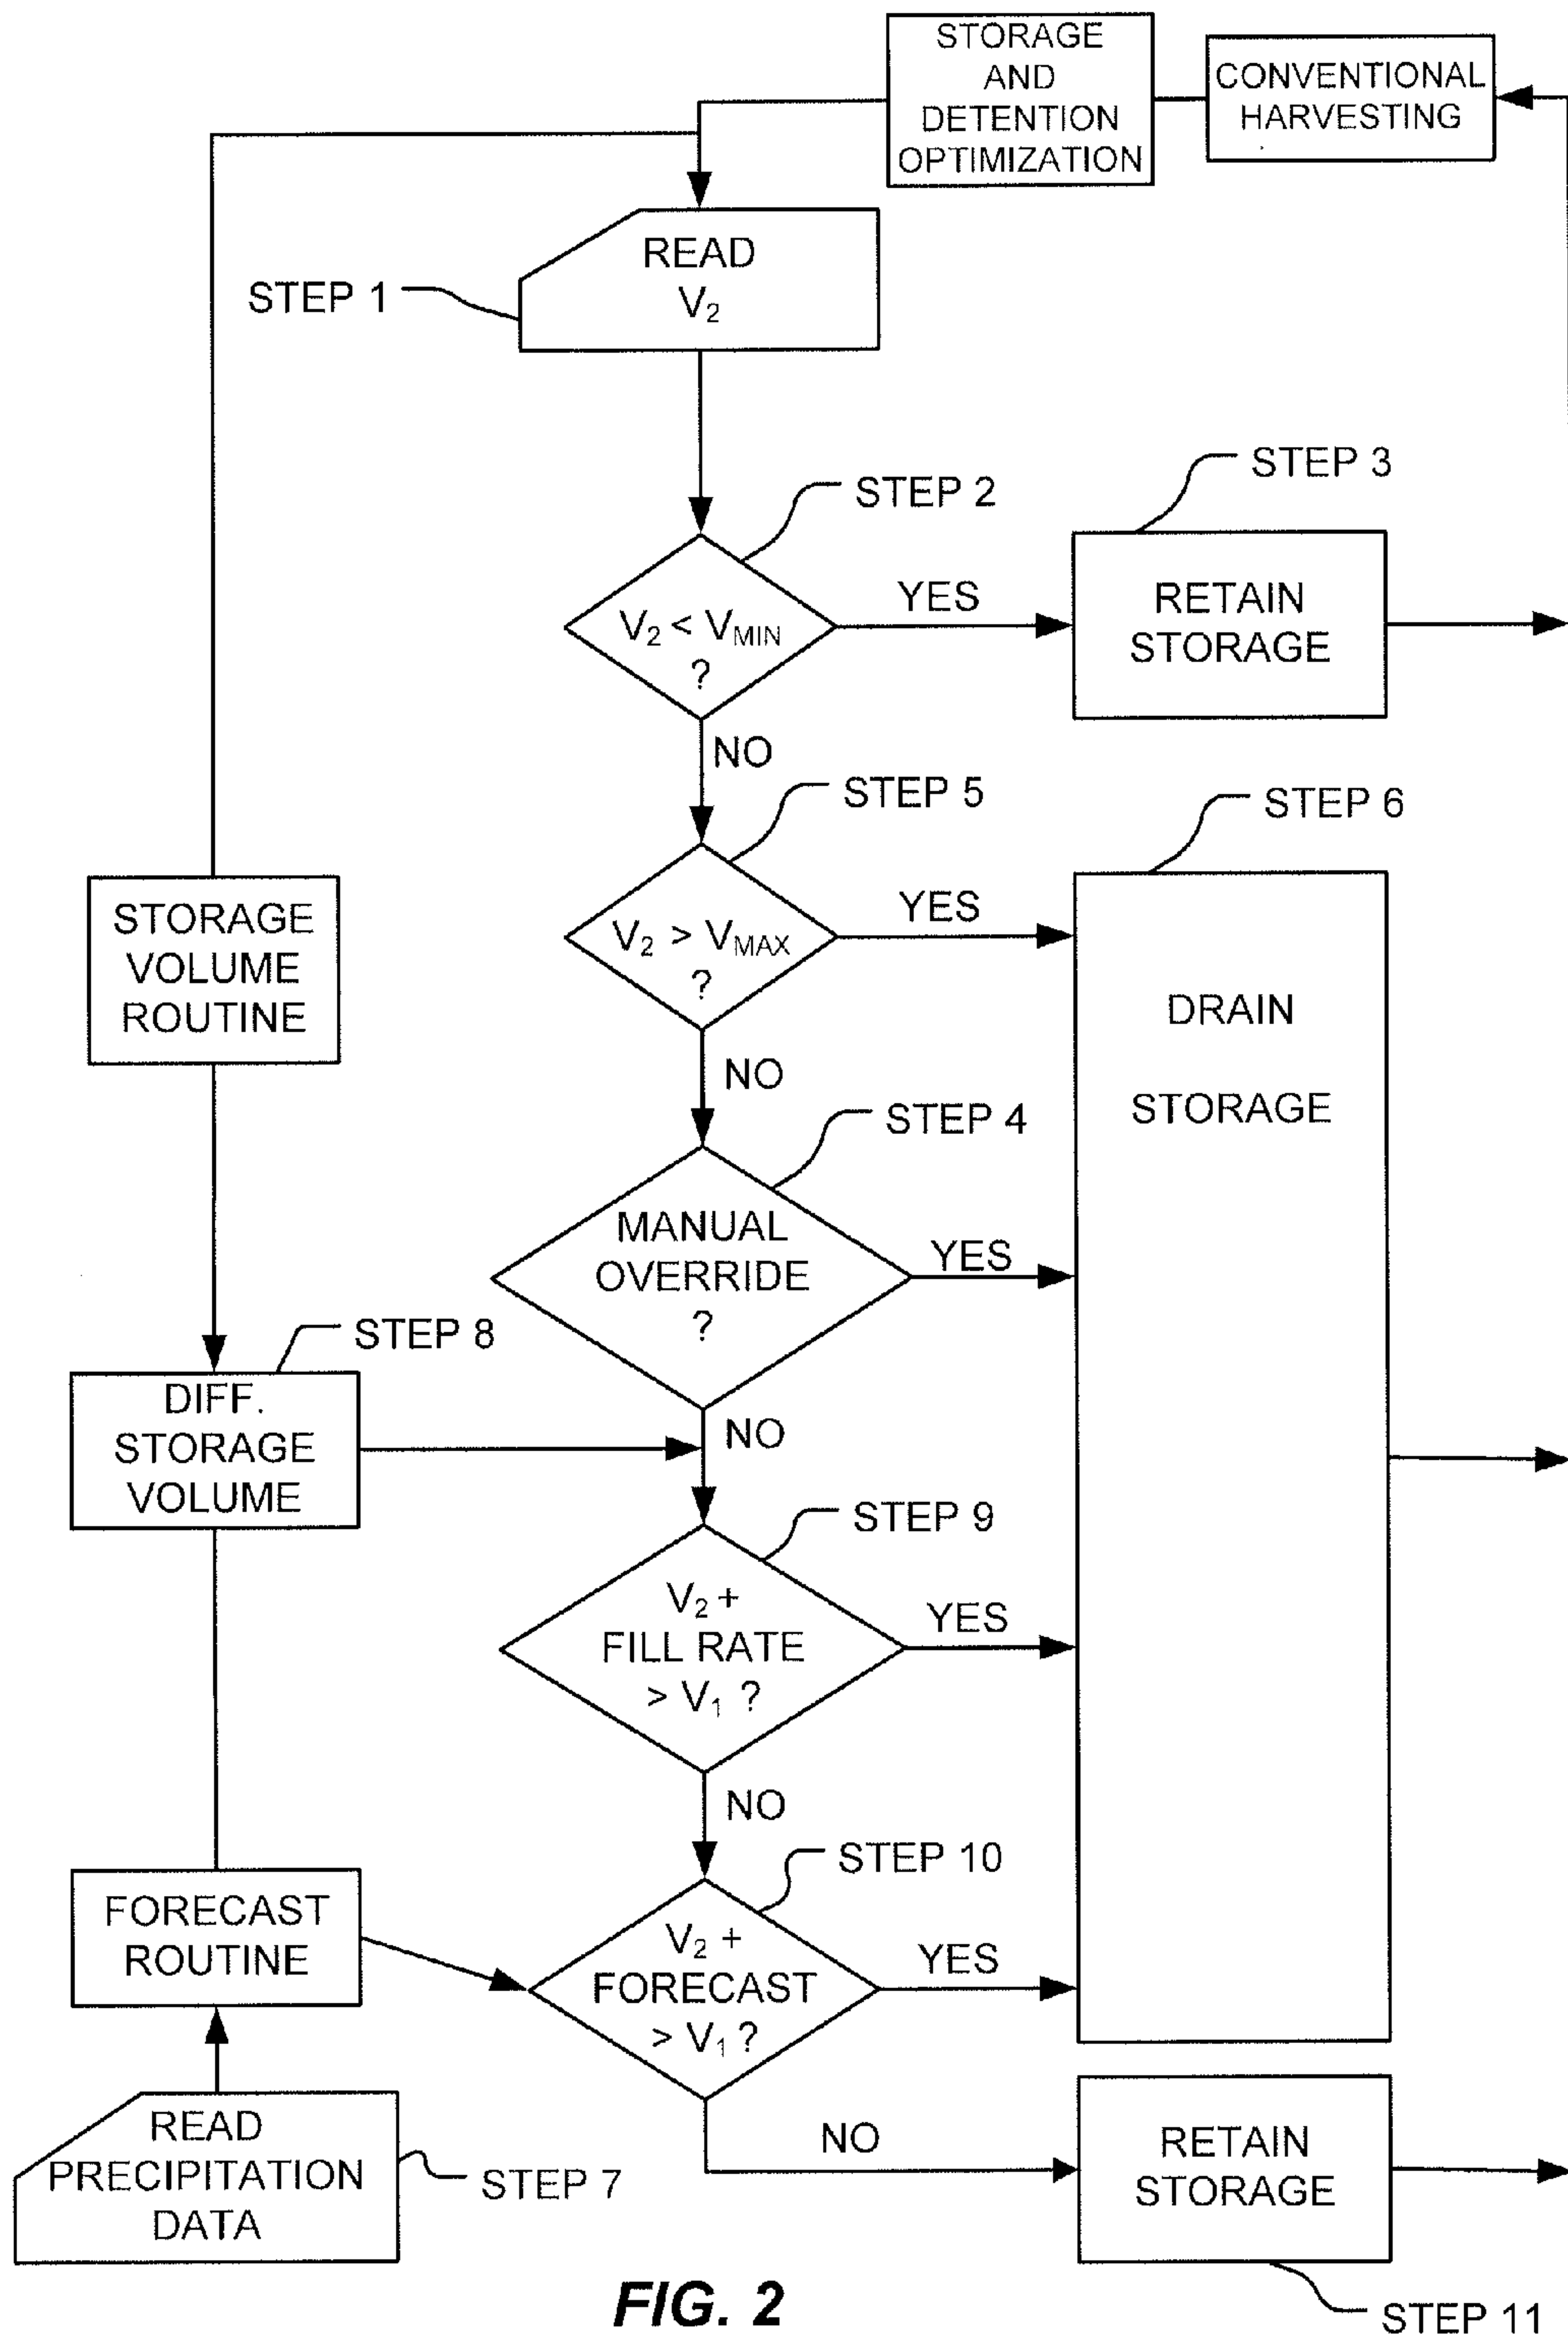 STORAGE
AND
DETENTION
OPTIMIZATION
CONVENTIONAL
HARVESTING
READ
V₂
STEP 1
STEP 2
STEP 3
V₂ < V_MIN
?
YES
RETAIN
STORAGE
NO
STEP 5
STEP 6
V₂ > V_MAX
?
YES
STORAGE
VOLUME
ROUTINE
DRAIN
STORAGE
NO
STEP 4
MANUAL
OVERRIDE
?
YES
STEP 8
DIFF.
STORAGE
VOLUME
NO
STEP 9
V₂ +
FILL RATE
> V₁ ?
YES
NO
STEP 10
FORECAST
ROUTINE
V₂ +
FORECAST
> V₁ ?
YES
READ
PRECIPITATION
DATA
STEP 7
NO
RETAIN
STORAGE
STEP 11
FIG. 2